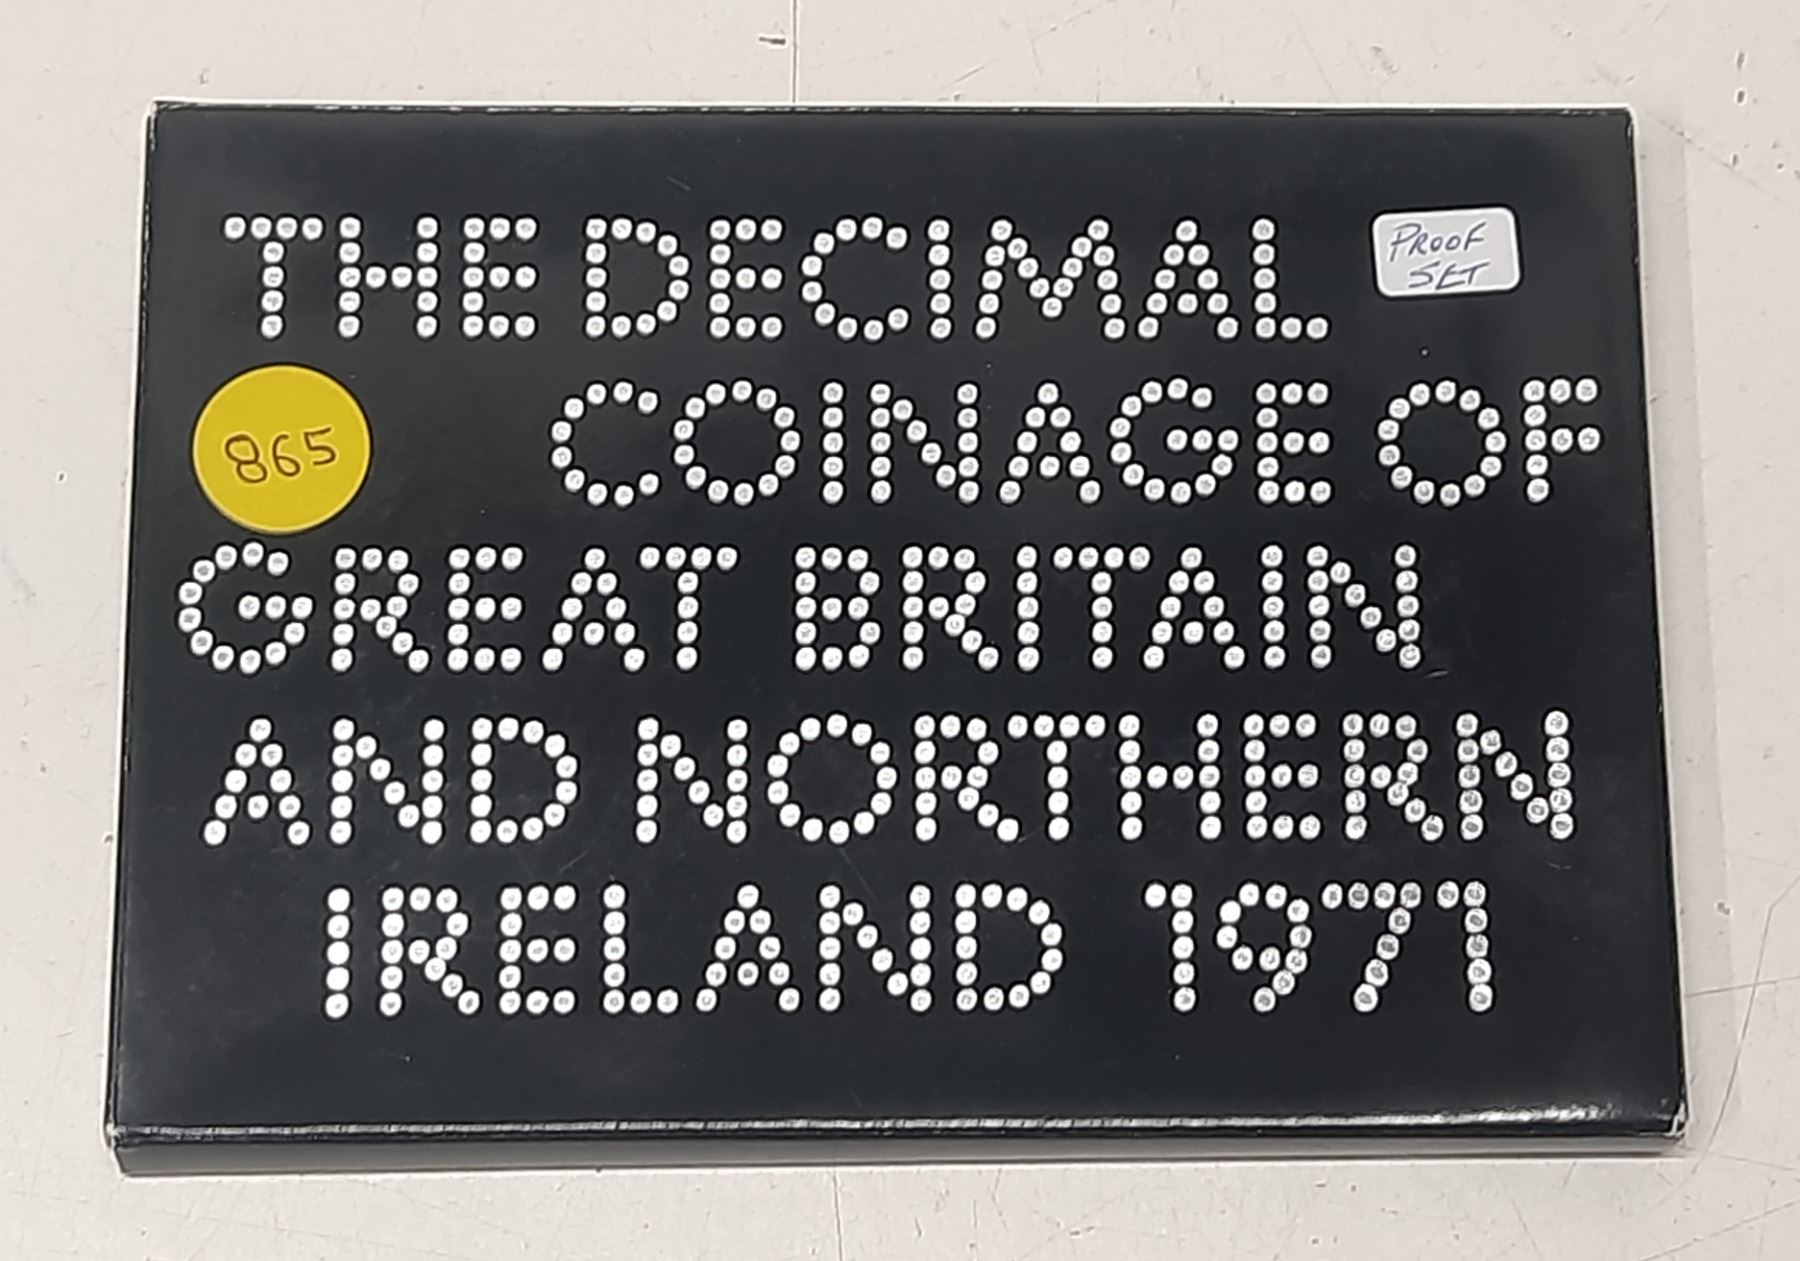 THE DECIMAL
PROOF
SET
COINAGE OF
865
GREAT BRITAIN
AND NORTHERN
IRELAND 1971